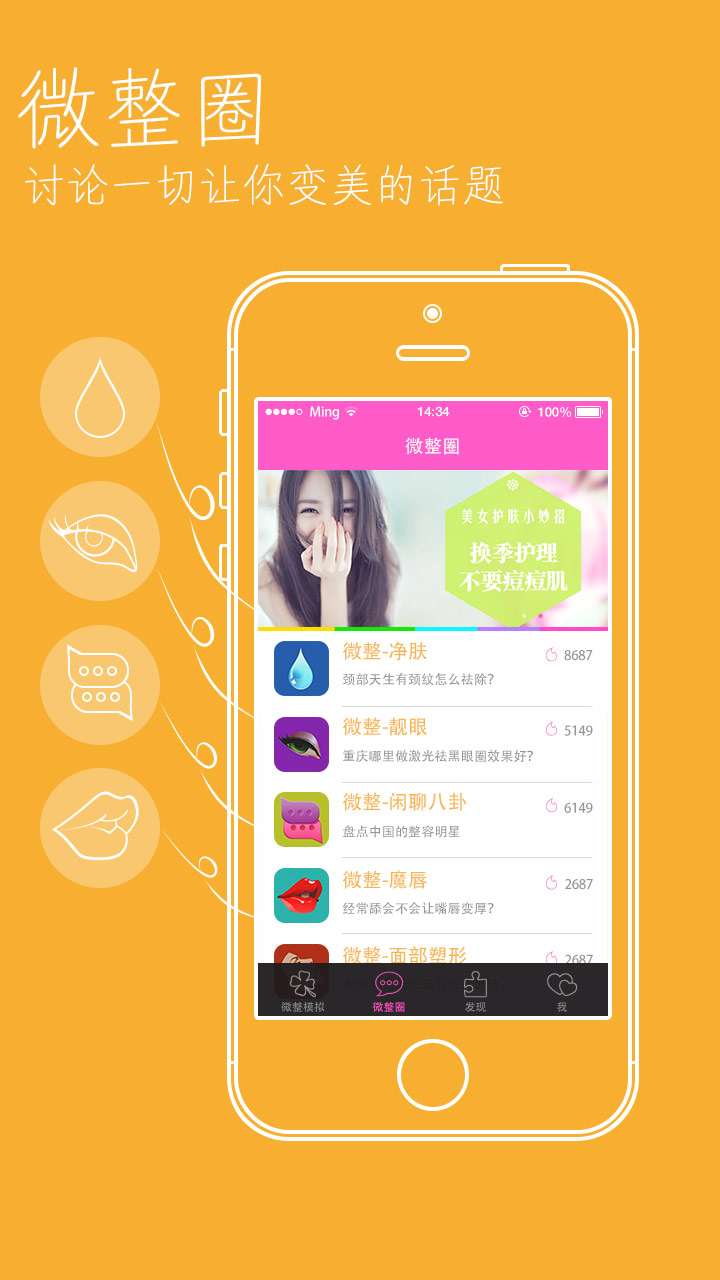 微整圈
讨论一切让你变美的话题
Ming 14:34 100%
微整圈
美女护肤小妙招
换季护理
不要痘痘肌
微整-净肤 8687
颈部天生有颈纹怎么祛除?
微整-靓眼 5149
重庆哪里做激光祛黑眼圈效果好?
微整-闲聊八卦 6149
盘点中国的整容明星
微整-魔唇 2687
经常舔会不会让嘴唇变厚?
微整-面部塑形 2687
微整模拟 微整圈 发现 我